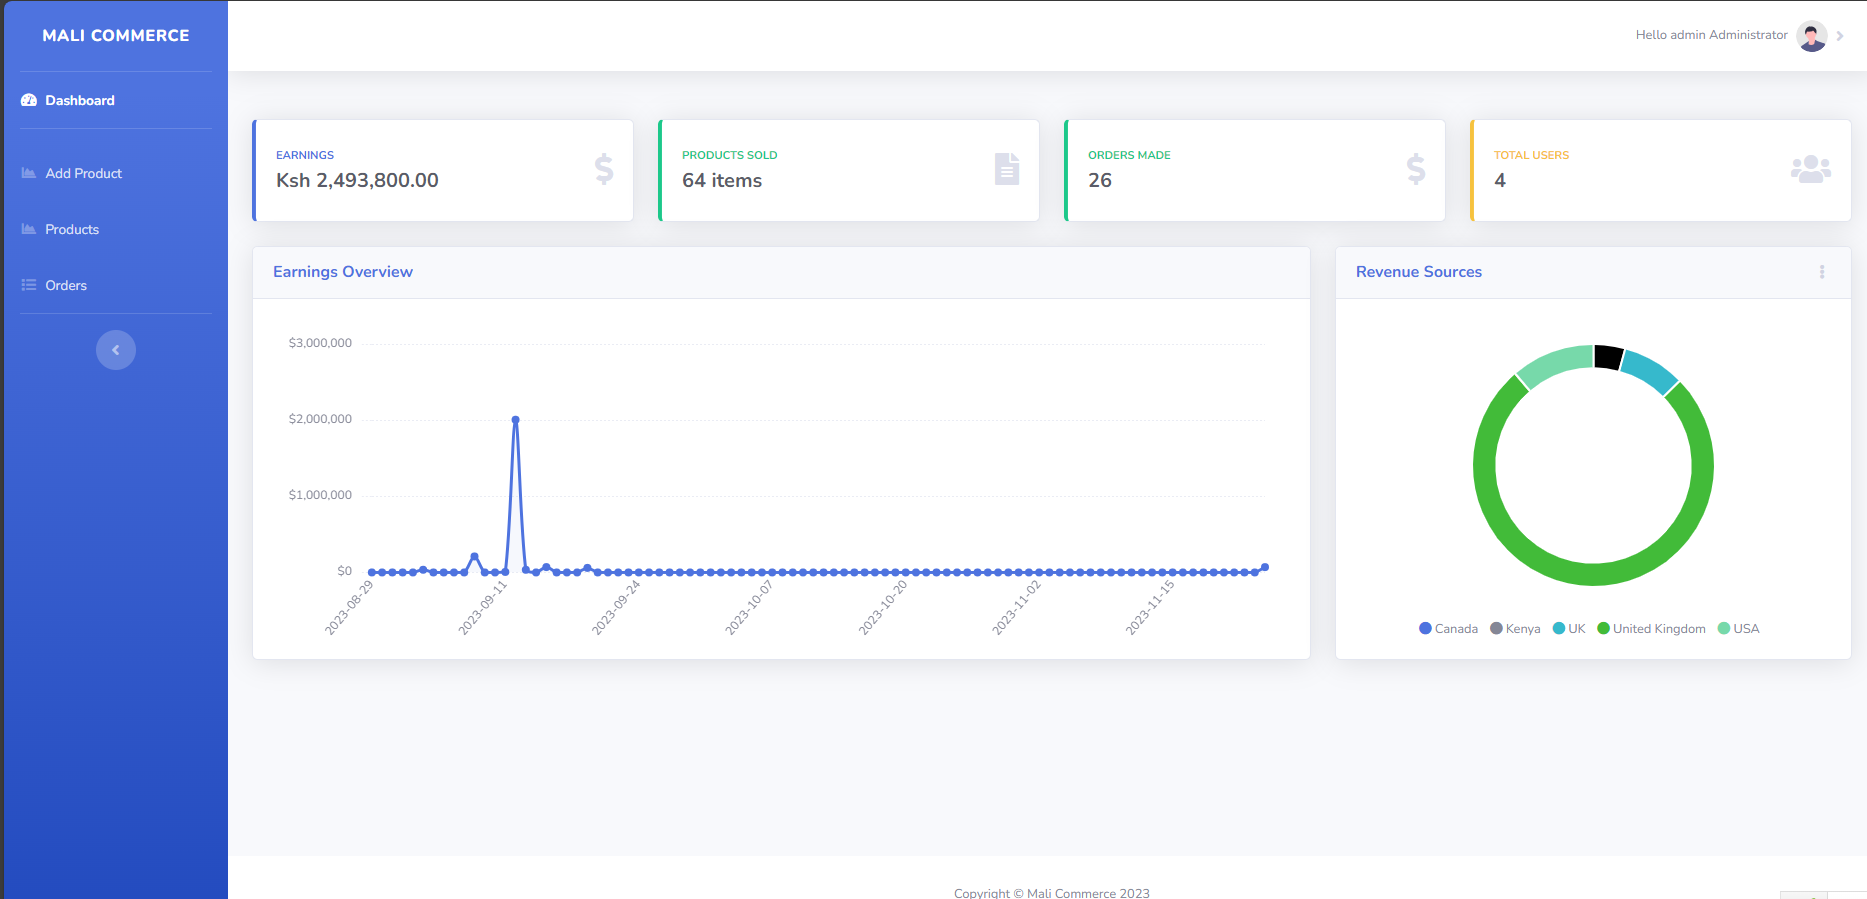 MALI COMMERCE
Hello admin Administrator
Dashboard
Add Product
Products
Orders
EARNINGS
Ksh 2,493,800.00
PRODUCTS SOLD
64 items
ORDERS MADE
26
TOTAL USERS
4
Earnings Overview
$3,000,000
$2,000,000
$1,000,000
$0
2023-08-29
2023-09-11
2023-09-24
2023-10-07
2023-10-20
2023-11-02
2023-11-15
Revenue Sources
Canada Kenya UK United Kingdom USA
Copyright © Mali Commerce 2023